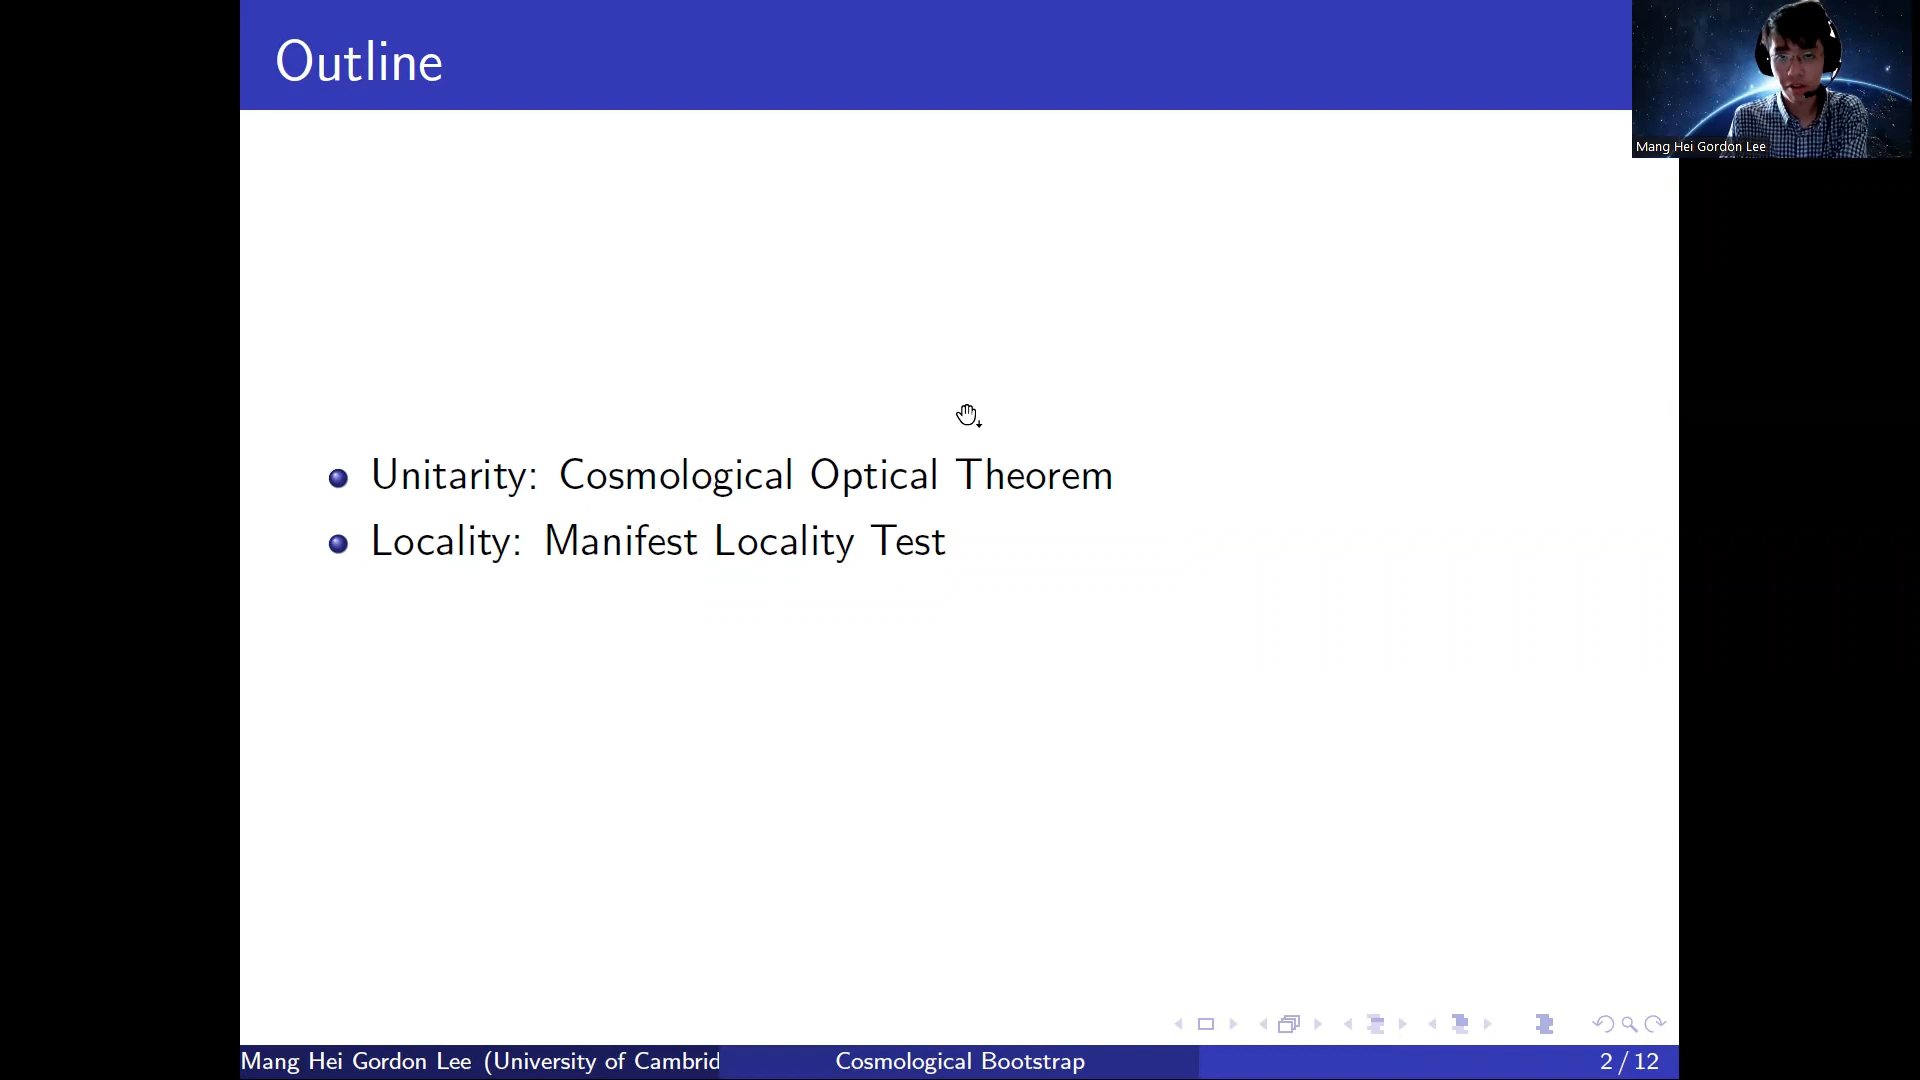 Outline
Mang Hei Gordon Lee
Unitarity: Cosmological Optical Theorem
Locality: Manifest Locality Test
Mang Hei Gordon Lee (University of Cambrid
Cosmological Bootstrap
2 / 12